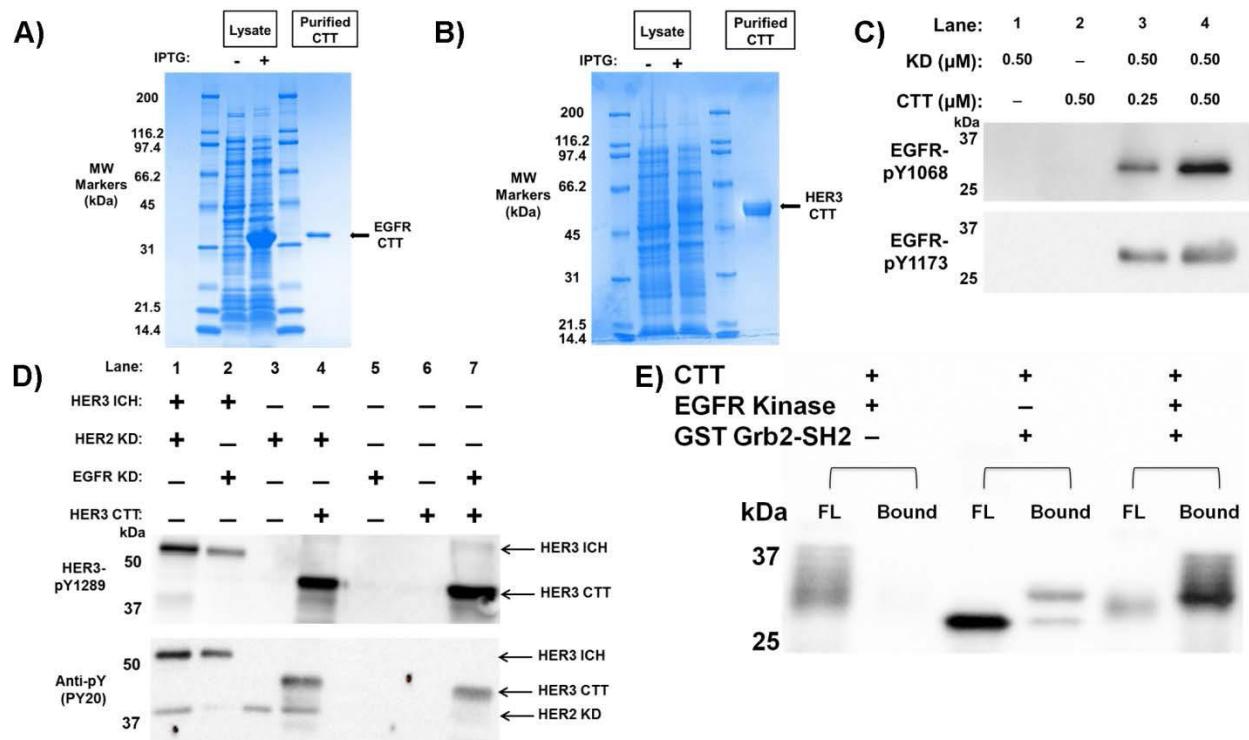 A)
Lysate
Purified
CTT
IPTG: - +
200
116.2
97.4
66.2
45
31
21.5
14.4
MW
Markers
(kDa)
EGFR
CTT
B)
Lysate
Purified
CTT
IPTG: - +
200
116.2
97.4
66.2
45
31
21.5
14.4
MW
Markers
(kDa)
HER3
CTT
C)
Lane: 1 2 3 4
KD (µM): 0.50 – 0.50 0.50
CTT (µM): – 0.50 0.25 0.50
kDa
37
EGFR-
pY1068
25
37
EGFR-
pY1173
25
D)
Lane: 1 2 3 4 5 6 7
HER3 ICH: + + – – – – –
HER2 KD: + – + + – – –
EGFR KD: – + – – + – +
HER3 CTT: – – – + – + +
kDa
50
37
HER3-
pY1289
HER3 ICH
HER3 CTT
50
37
Anti-pY
(PY20)
HER3 ICH
HER3 CTT
HER2 KD
E)
CTT + + +
EGFR Kinase + – +
GST Grb2-SH2 – + +
kDa FL Bound FL Bound FL Bound
37
25